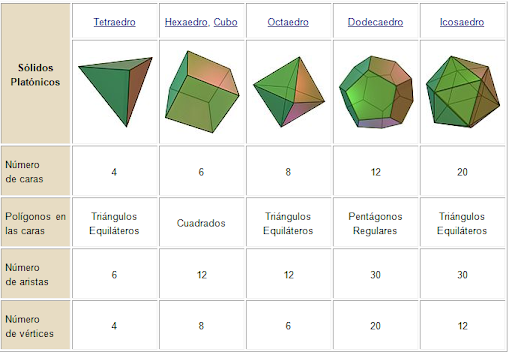 Sólidos
Platónicos
Tetraedro
Hexaedro, Cubo
Octaedro
Dodecaedro
Icosaedro
Número
de caras
4
6
8
12
20
Polígonos en
las caras
Triángulos
Equiláteros
Cuadrados
Triángulos
Equiláteros
Pentágonos
Regulares
Triángulos
Equiláteros
Número
de aristas
6
12
12
30
30
Número
de vértices
4
8
6
20
12